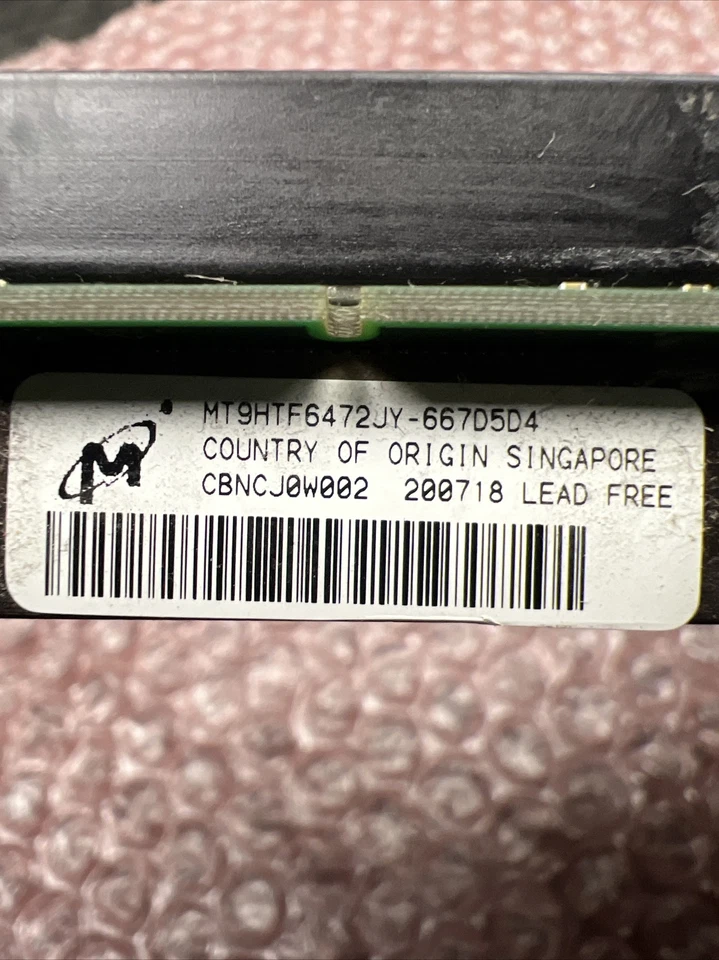 M
MT9HTF6472JY-667D5D4
COUNTRY OF ORIGIN SINGAPORE
CBNCJ0W002 200718 LEAD FREE